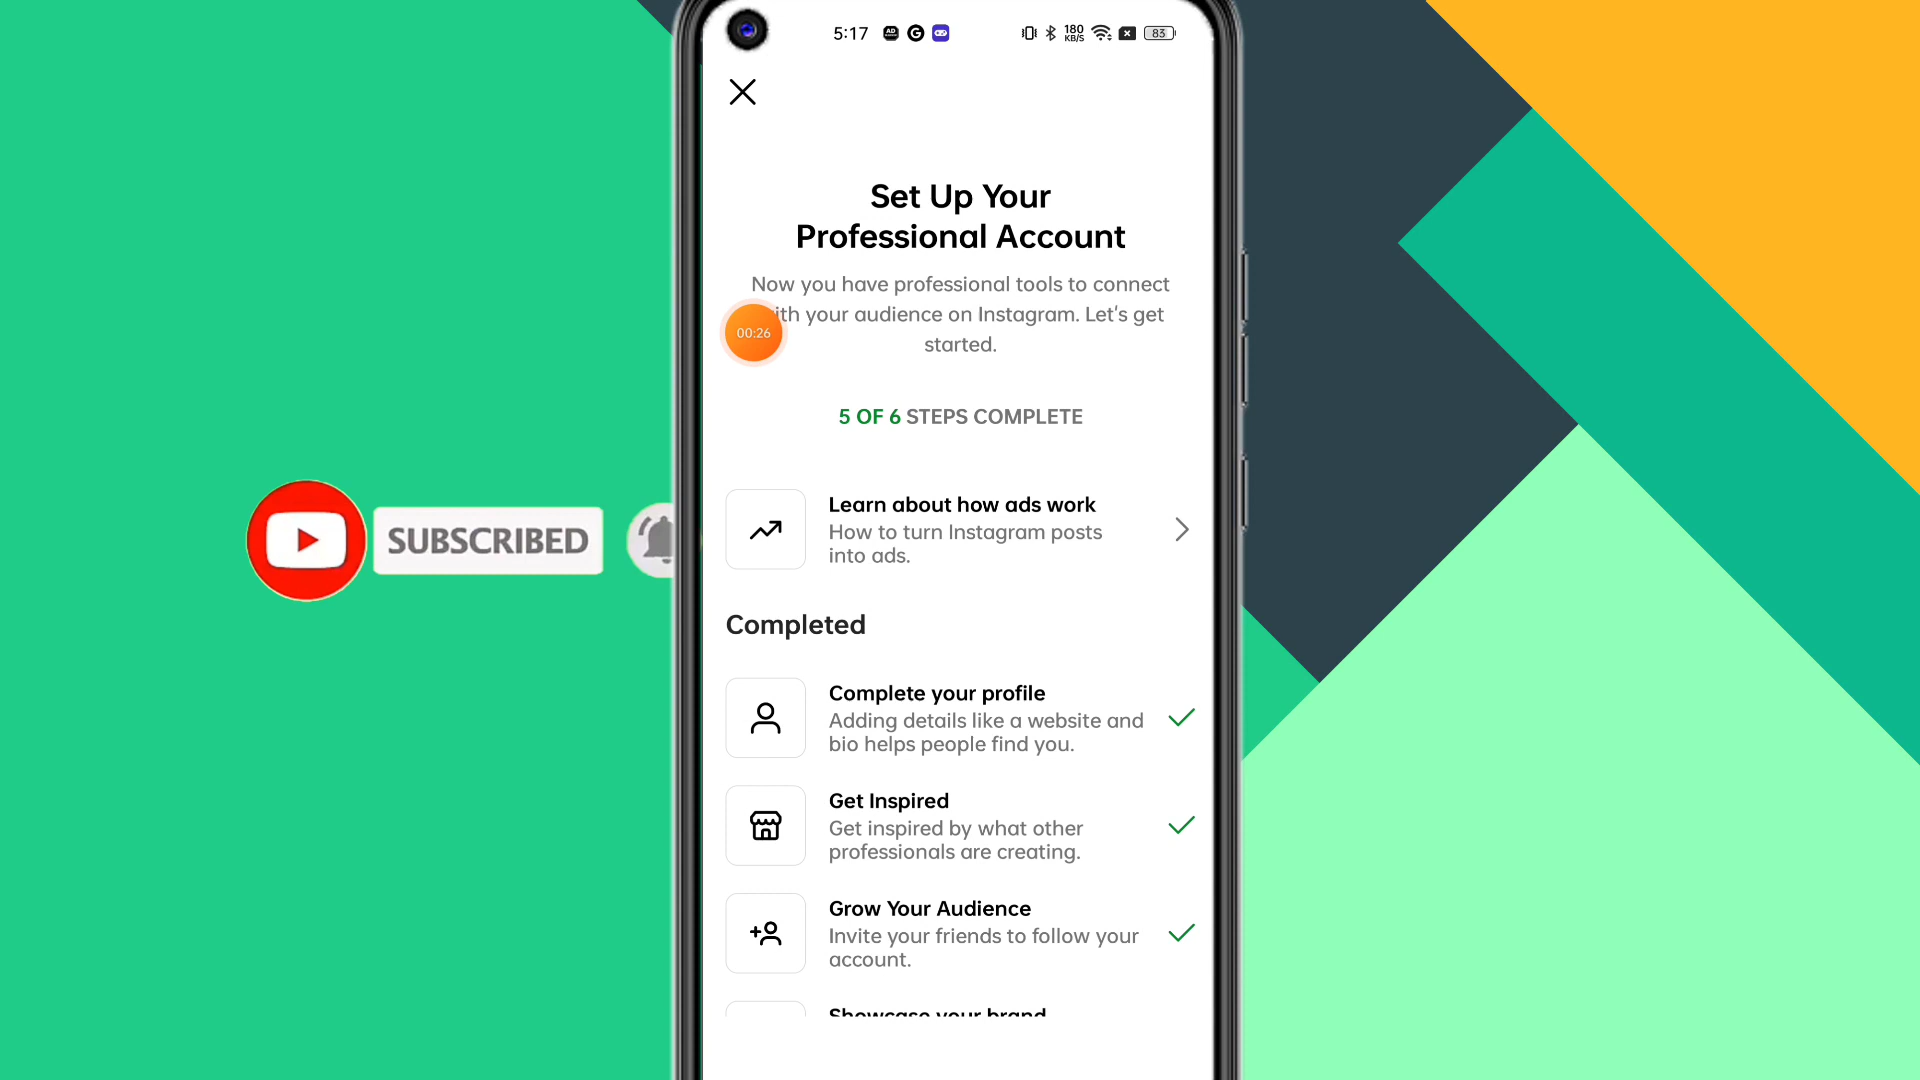 5:17
AD
G
180
KB/S
83
Set Up Your
Professional Account
Now you have professional tools to connect
ith your audience on Instagram. Let's get
started.
00:26
5 OF 6 STEPS COMPLETE
Learn about how ads work
How to turn Instagram posts
into ads.
SUBSCRIBED
Completed
Complete your profile
Adding details like a website and
bio helps people find you.
Get Inspired
Get inspired by what other
professionals are creating.
Grow Your Audience
Invite your friends to follow your
account.
Showcase your brand